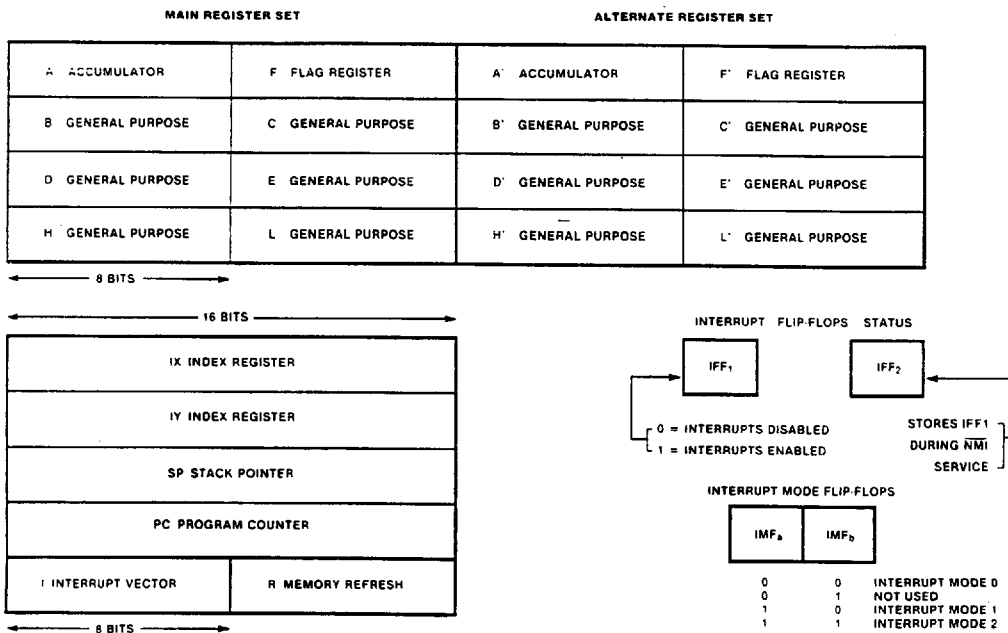 MAIN REGISTER SET
ALTERNATE REGISTER SET
A ACCUMULATOR
F FLAG REGISTER
A' ACCUMULATOR
F' FLAG REGISTER
B GENERAL PURPOSE
C GENERAL PURPOSE
B' GENERAL PURPOSE
C' GENERAL PURPOSE
D GENERAL PURPOSE
E GENERAL PURPOSE
D' GENERAL PURPOSE
E' GENERAL PURPOSE
H GENERAL PURPOSE
L GENERAL PURPOSE
H' GENERAL PURPOSE
L' GENERAL PURPOSE
8 BITS
16 BITS
IX INDEX REGISTER
IY INDEX REGISTER
SP STACK POINTER
PC PROGRAM COUNTER
I INTERRUPT VECTOR
R MEMORY REFRESH
8 BITS
INTERRUPT FLIP-FLOPS STATUS
IFF₁
IFF₂
0 = INTERRUPTS DISABLED
1 = INTERRUPTS ENABLED
STORES IFF1
DURING N̅M̅I̅
SERVICE
INTERRUPT MODE FLIP-FLOPS
IMFₐ
IMFb
0 0 INTERRUPT MODE 0
0 1 NOT USED
1 0 INTERRUPT MODE 1
1 1 INTERRUPT MODE 2